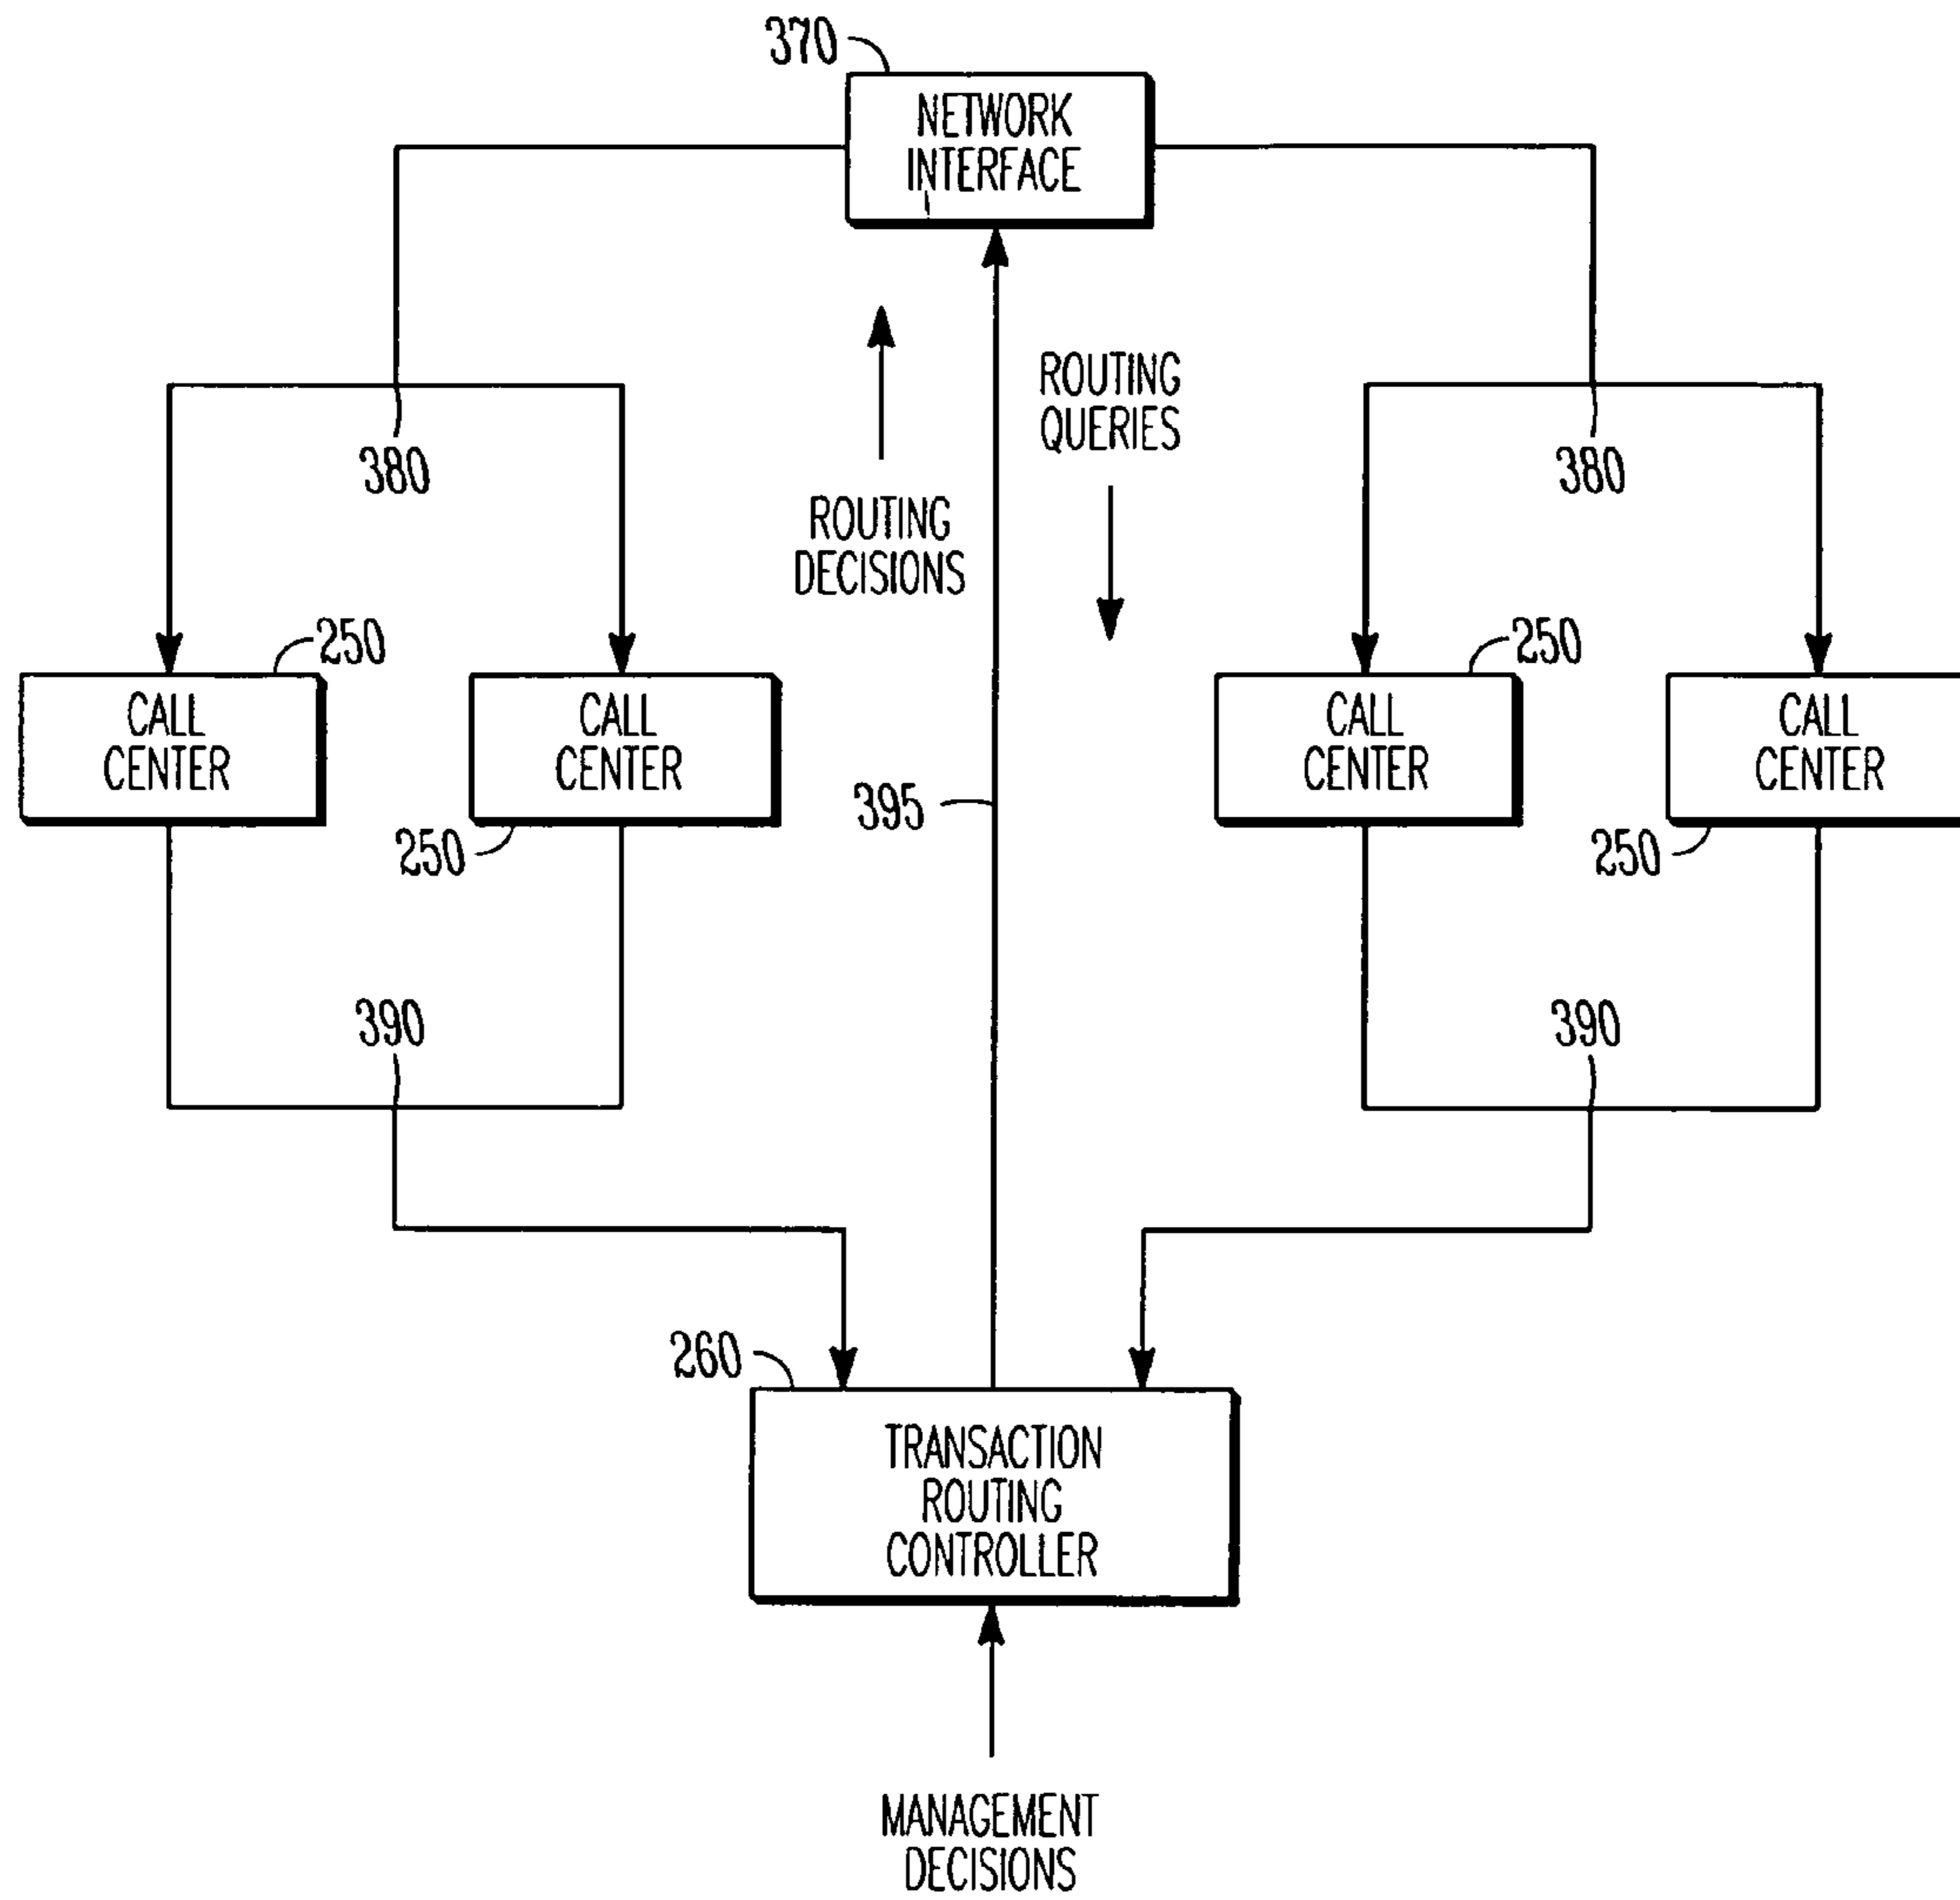 370
NETWORK
INTERFACE
ROUTING
QUERIES
380
380
ROUTING
DECISIONS
250
250
CALL
CENTER
CALL
CENTER
CALL
CENTER
CALL
CENTER
395
250
250
390
390
260
TRANSACTION
ROUTING
CONTROLLER
MANAGEMENT
DECISIONS